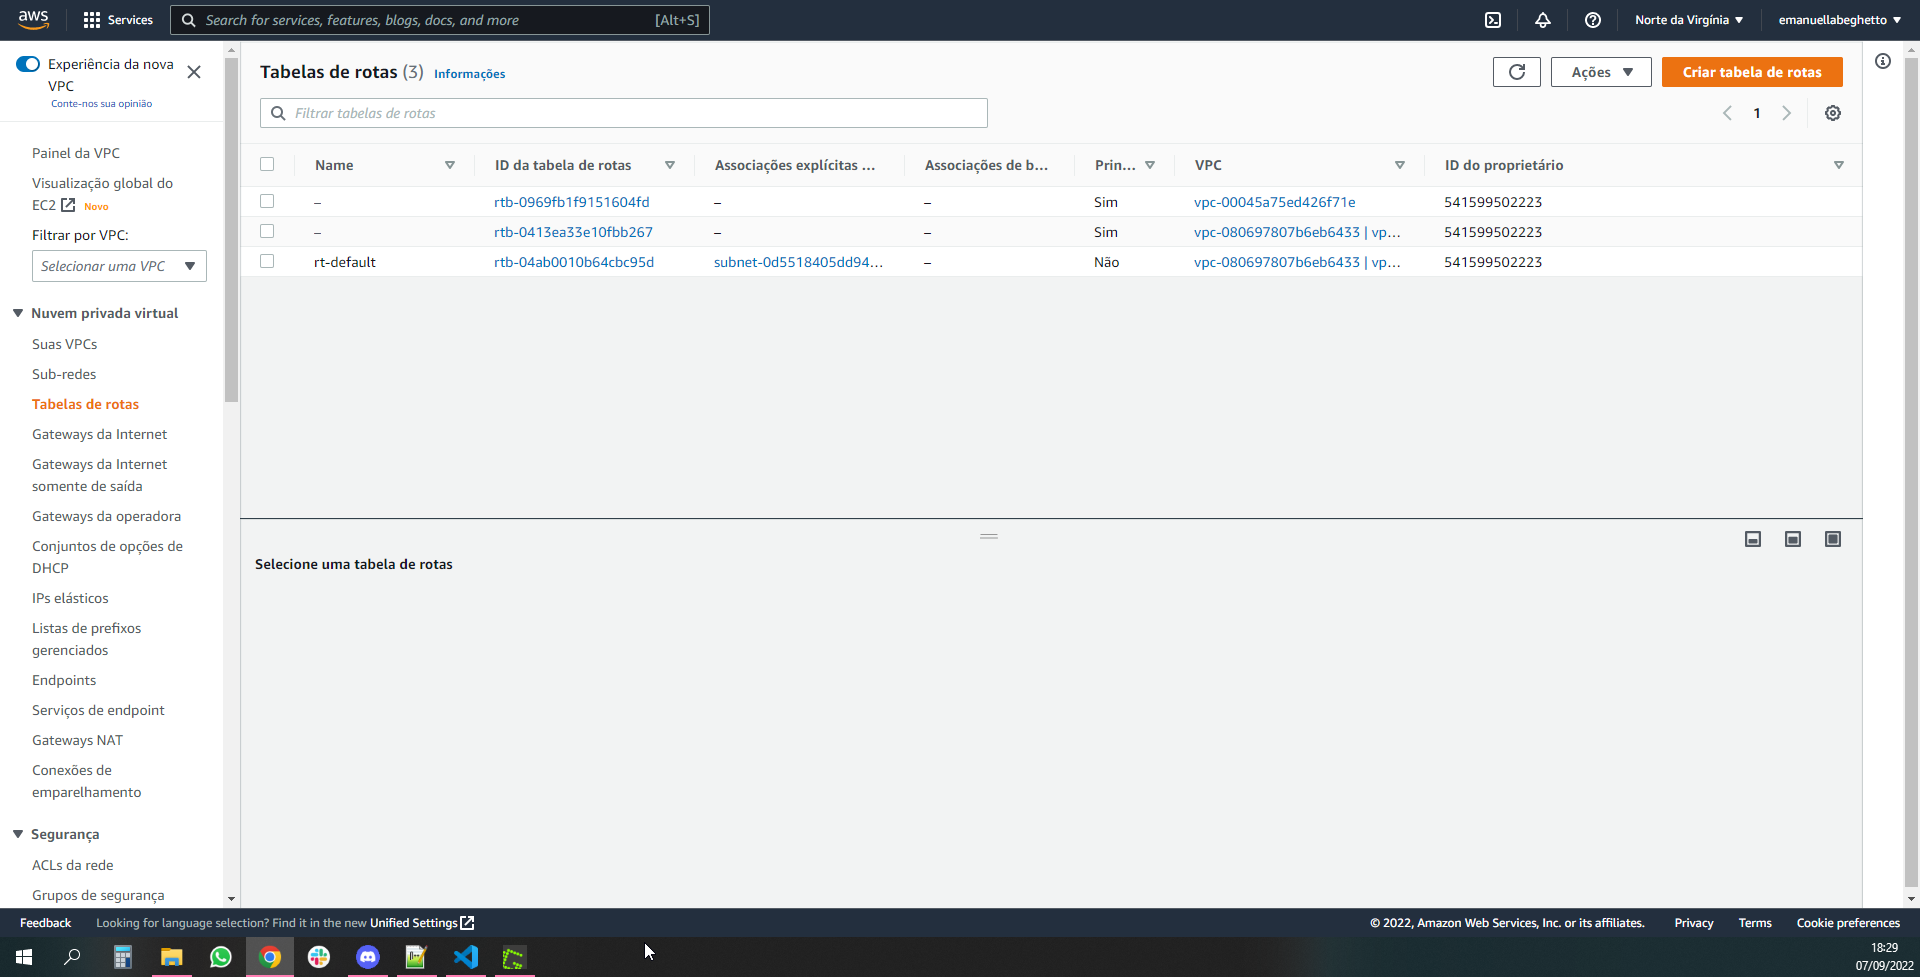 aws
Services
Search for services, features, blogs, docs, and more
[Alt+S]
Norte da Virgínia
emanuellabeghetto
Experiência da nova
VPC
Conte-nos sua opinião
Painel da VPC
Visualização global do
EC2
Novo
Filtrar por VPC:
Selecionar uma VPC
Nuvem privada virtual
Suas VPCs
Sub-redes
Tabelas de rotas
Gateways da Internet
Gateways da Internet
somente de saída
Gateways da operadora
Conjuntos de opções de
DHCP
IPs elásticos
Listas de prefixos
gerenciados
Endpoints
Serviços de endpoint
Gateways NAT
Conexões de
emparelhamento
Segurança
ACLs da rede
Grupos de segurança
Tabelas de rotas (3) Informações
Ações
Criar tabela de rotas
Filtrar tabelas de rotas
1
Name ID da tabela de rotas Associações explícitas ... Associações de b... Prin... VPC ID do proprietário
– rtb-0969fb1f9151604fd – – Sim vpc-00045a75ed426f71e 541599502223
– rtb-0413ea33e10fbb267 – – Sim vpc-080697807b6eb6433 | vp... 541599502223
rt-default rtb-04ab0010b64cbc95d subnet-0d5518405dd94... – Não vpc-080697807b6eb6433 | vp... 541599502223
Selecione uma tabela de rotas
Feedback
Looking for language selection? Find it in the new Unified Settings
© 2022, Amazon Web Services, Inc. or its affiliates.
Privacy
Terms
Cookie preferences
18:29
07/09/2022